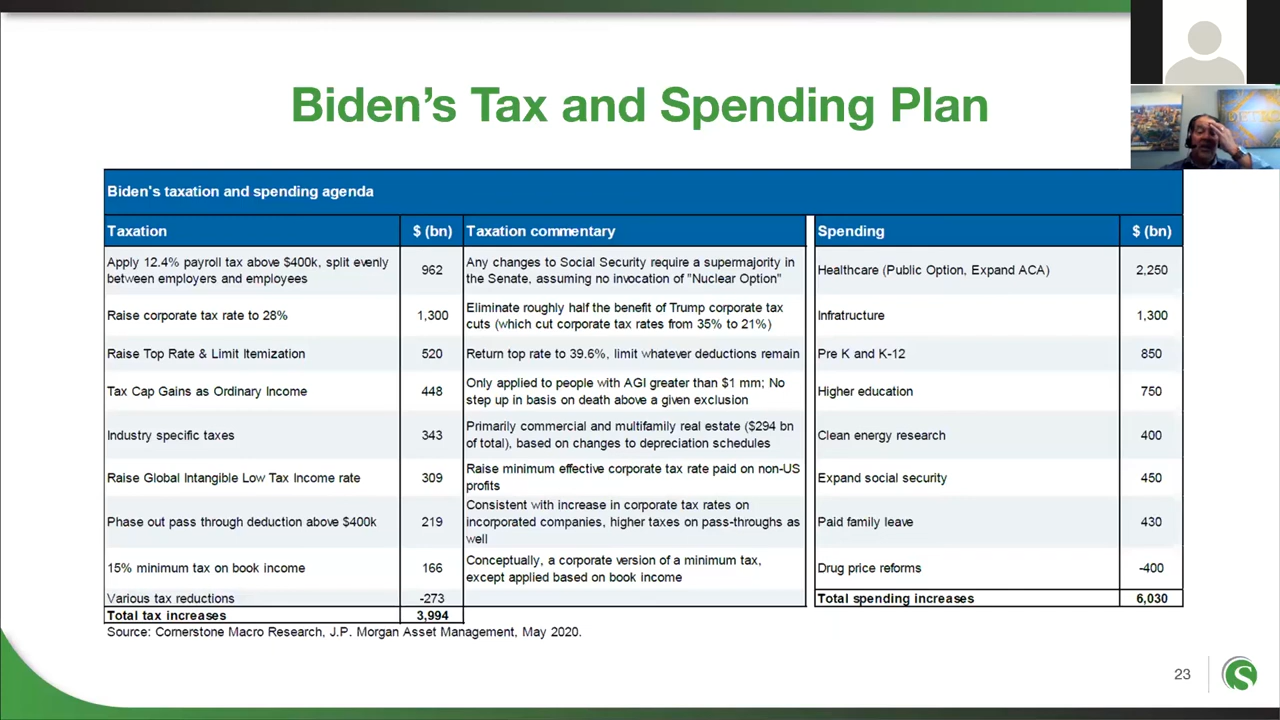 Biden’s Tax and Spending Plan
Biden's taxation and spending agenda
Taxation
$ (bn)
Taxation commentary
Spending
$ (bn)
Apply 12.4% payroll tax above $400k, split evenly
between employers and employees
962
Any changes to Social Security require a supermajority in
the Senate, assuming no invocation of "Nuclear Option"
Healthcare (Public Option, Expand ACA)
2,250
Raise corporate tax rate to 28%
1,300
Eliminate roughly half the benefit of Trump corporate tax
cuts (which cut corporate tax rates from 35% to 21%)
Infratructure
1,300
Raise Top Rate & Limit Itemization
520
Return top rate to 39.6%, limit whatever deductions remain
Pre K and K-12
850
Tax Cap Gains as Ordinary Income
448
Only applied to people with AGI greater than $1 mm; No
step up in basis on death above a given exclusion
Higher education
750
Industry specific taxes
343
Primarily commercial and multifamily real estate ($294 bn
of total), based on changes to depreciation schedules
Clean energy research
400
Raise Global Intangible Low Tax Income rate
309
Raise minimum effective corporate tax rate paid on non-US
profits
Expand social security
450
Phase out pass through deduction above $400k
219
Consistent with increase in corporate tax rates on
incorporated companies, higher taxes on pass-throughs as
well
Paid family leave
430
15% minimum tax on book income
166
Conceptually, a corporate version of a minimum tax,
except applied based on book income
Drug price reforms
-400
Various tax reductions
-273
Total spending increases
6,030
Total tax increases
3,994
Source: Cornerstone Macro Research, J.P. Morgan Asset Management, May 2020.
23
S